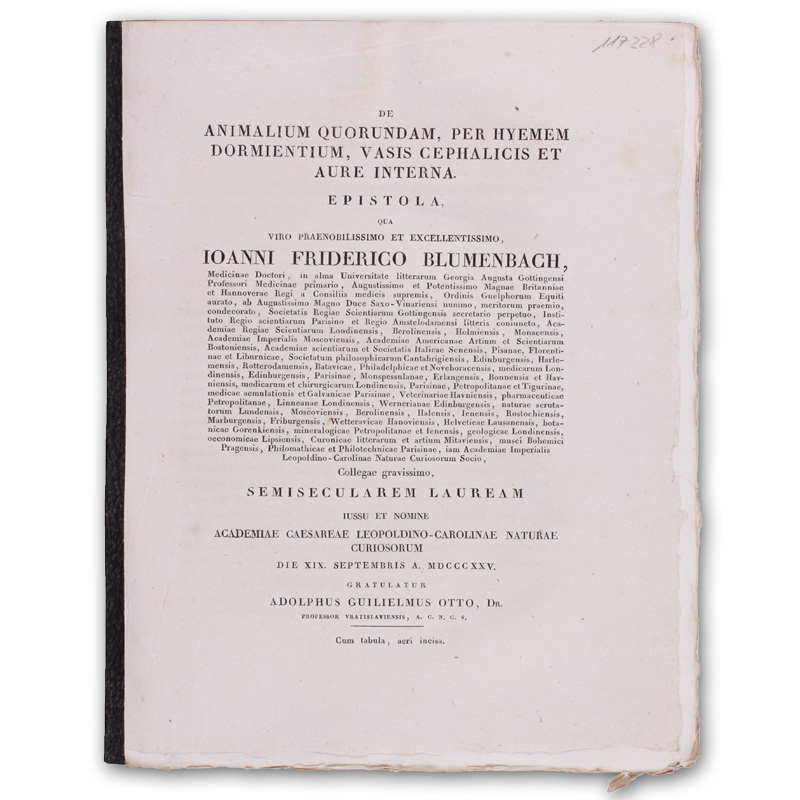 117228.
DE
ANIMALIUM QUORUNDAM, PER HYEMEM
DORMIENTIUM, VASIS CEPHALICIS ET
AURE INTERNA.
EPISTOLA,
QUA
VIRO PRAENOBILISSIMO ET EXCELLENTISSIMO,
IOANNI FRIDERICO BLUMENBACH,
Medicinae Doctori, in alma Universitate litterarum Georgia Augusta Gottingensi
Professori Medicinae primario, Augustissimo et Potentissimo Magnae Britanniae
et Hannoverae Regi a Consiliis medicis supremis, Ordinis Guelphorum Equiti
aurato, ab Augustissimo Magno Duce Saxo-Vinariensi nummo, meritorum praemio,
condecorato, Societatis Regiae Scientiarum Gottingensis secretario perpetuo, Insti-
tuto Regio scientiarum Parisino et Regio Amstelodamensi litteris coniuncto, Aca-
demiae Regiae Scientiarum Londinensis, Berolinensis, Holmiensis, Monacensis,
Academiae Imperialis Moscoviensis, Academiae Americanae Artium et Scientiarum
Bostoniensis, Academiae scientiarum et Societatis Italicae Senensis, Pisanae, Florenti-
nae et Liburnicae, Societatum philosophicarum Cantabrigiensis, Edinburgensis, Harle-
mensis, Rotterodamensis, Batavicae, Philadelphicae et Noveboracensis, medicarum Lon-
dinensis, Edinburgensis, Parisinae, Monspessulanae, Erlangensis, Bonnensis et Hav-
niensis, medicarum et chirurgicarum Londinensis, Parisinae, Petropolitanae et Tigurinae,
medicae aemulationis et Galvanicae Parisinae, Veterinariae Havniensis, pharmaceuticae
Petropolitanae, Linneanae Londinensis, Wernerianae Edinburgensis, naturae scruta-
torum Lundensis, Moscoviensis, Berolinensis, Halensis, Ienensis, Rostochiensis,
Marburgensis, Friburgensis, Wetteravicae Hanoviensis, Helveticae Lausanensis, bota-
nicae Gorenkiensis, mineralogicae Petropolitanae et Ienensis, geologicae Londinensis,
oeconomicae Lipsiensis, Curonicae litterarum et artium Mitaviensis, musei Bohemici
Pragensis, Philomathicae et Philotechnicae Parisinae, iam Academiae Imperialis
Leopoldino-Carolinae Naturae Curiosorum Socio,
Collegae gravissimo,
SEMISECULAREM LAUREAM
IUSSU ET NOMINE
ACADEMIAE CAESAREAE LEOPOLDINO-CAROLINAE NATURAE
CURIOSORUM
DIE XIX. SEPTEMBRIS A. MDCCCXXV.
GRATULATUR
ADOLPHUS GUILIELMUS OTTO, DR.
PROFESSOR VRATISLAVIENSIS, A. C. N. C. S.
Cum tabula, aeri incisa.